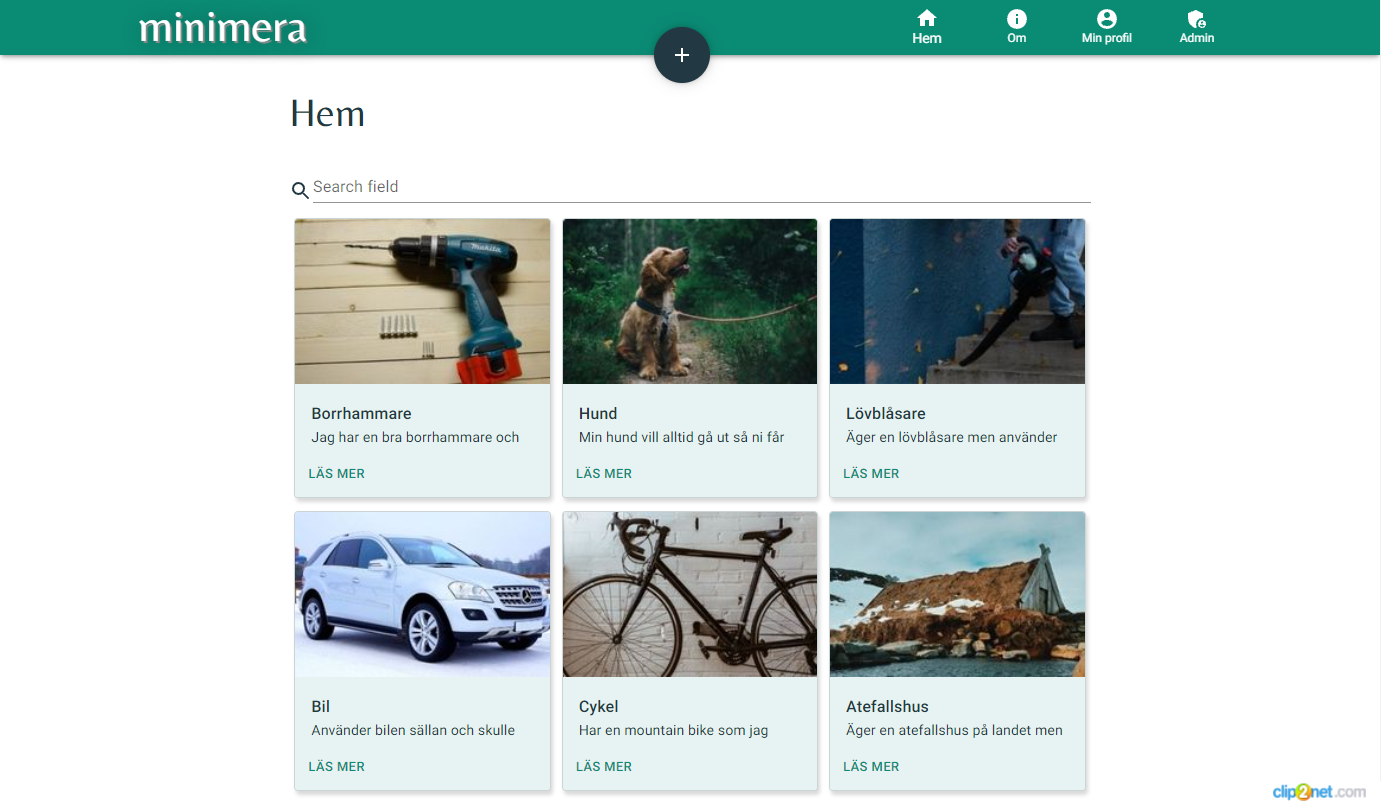 minimera
Hem
Om
Min profil
Admin
Hem
Search field
makita
Borrhammare
Jag har en bra borrhammare och
LÄS MER
Hund
Min hund vill alltid gå ut så ni får
LÄS MER
Lövblåsare
Äger en lövblåsare men använder
LÄS MER
Bil
Använder bilen sällan och skulle
LÄS MER
Cykel
Har en mountain bike som jag
LÄS MER
Atefallshus
Äger en atefallshus på landet men
LÄS MER
clip2net.com